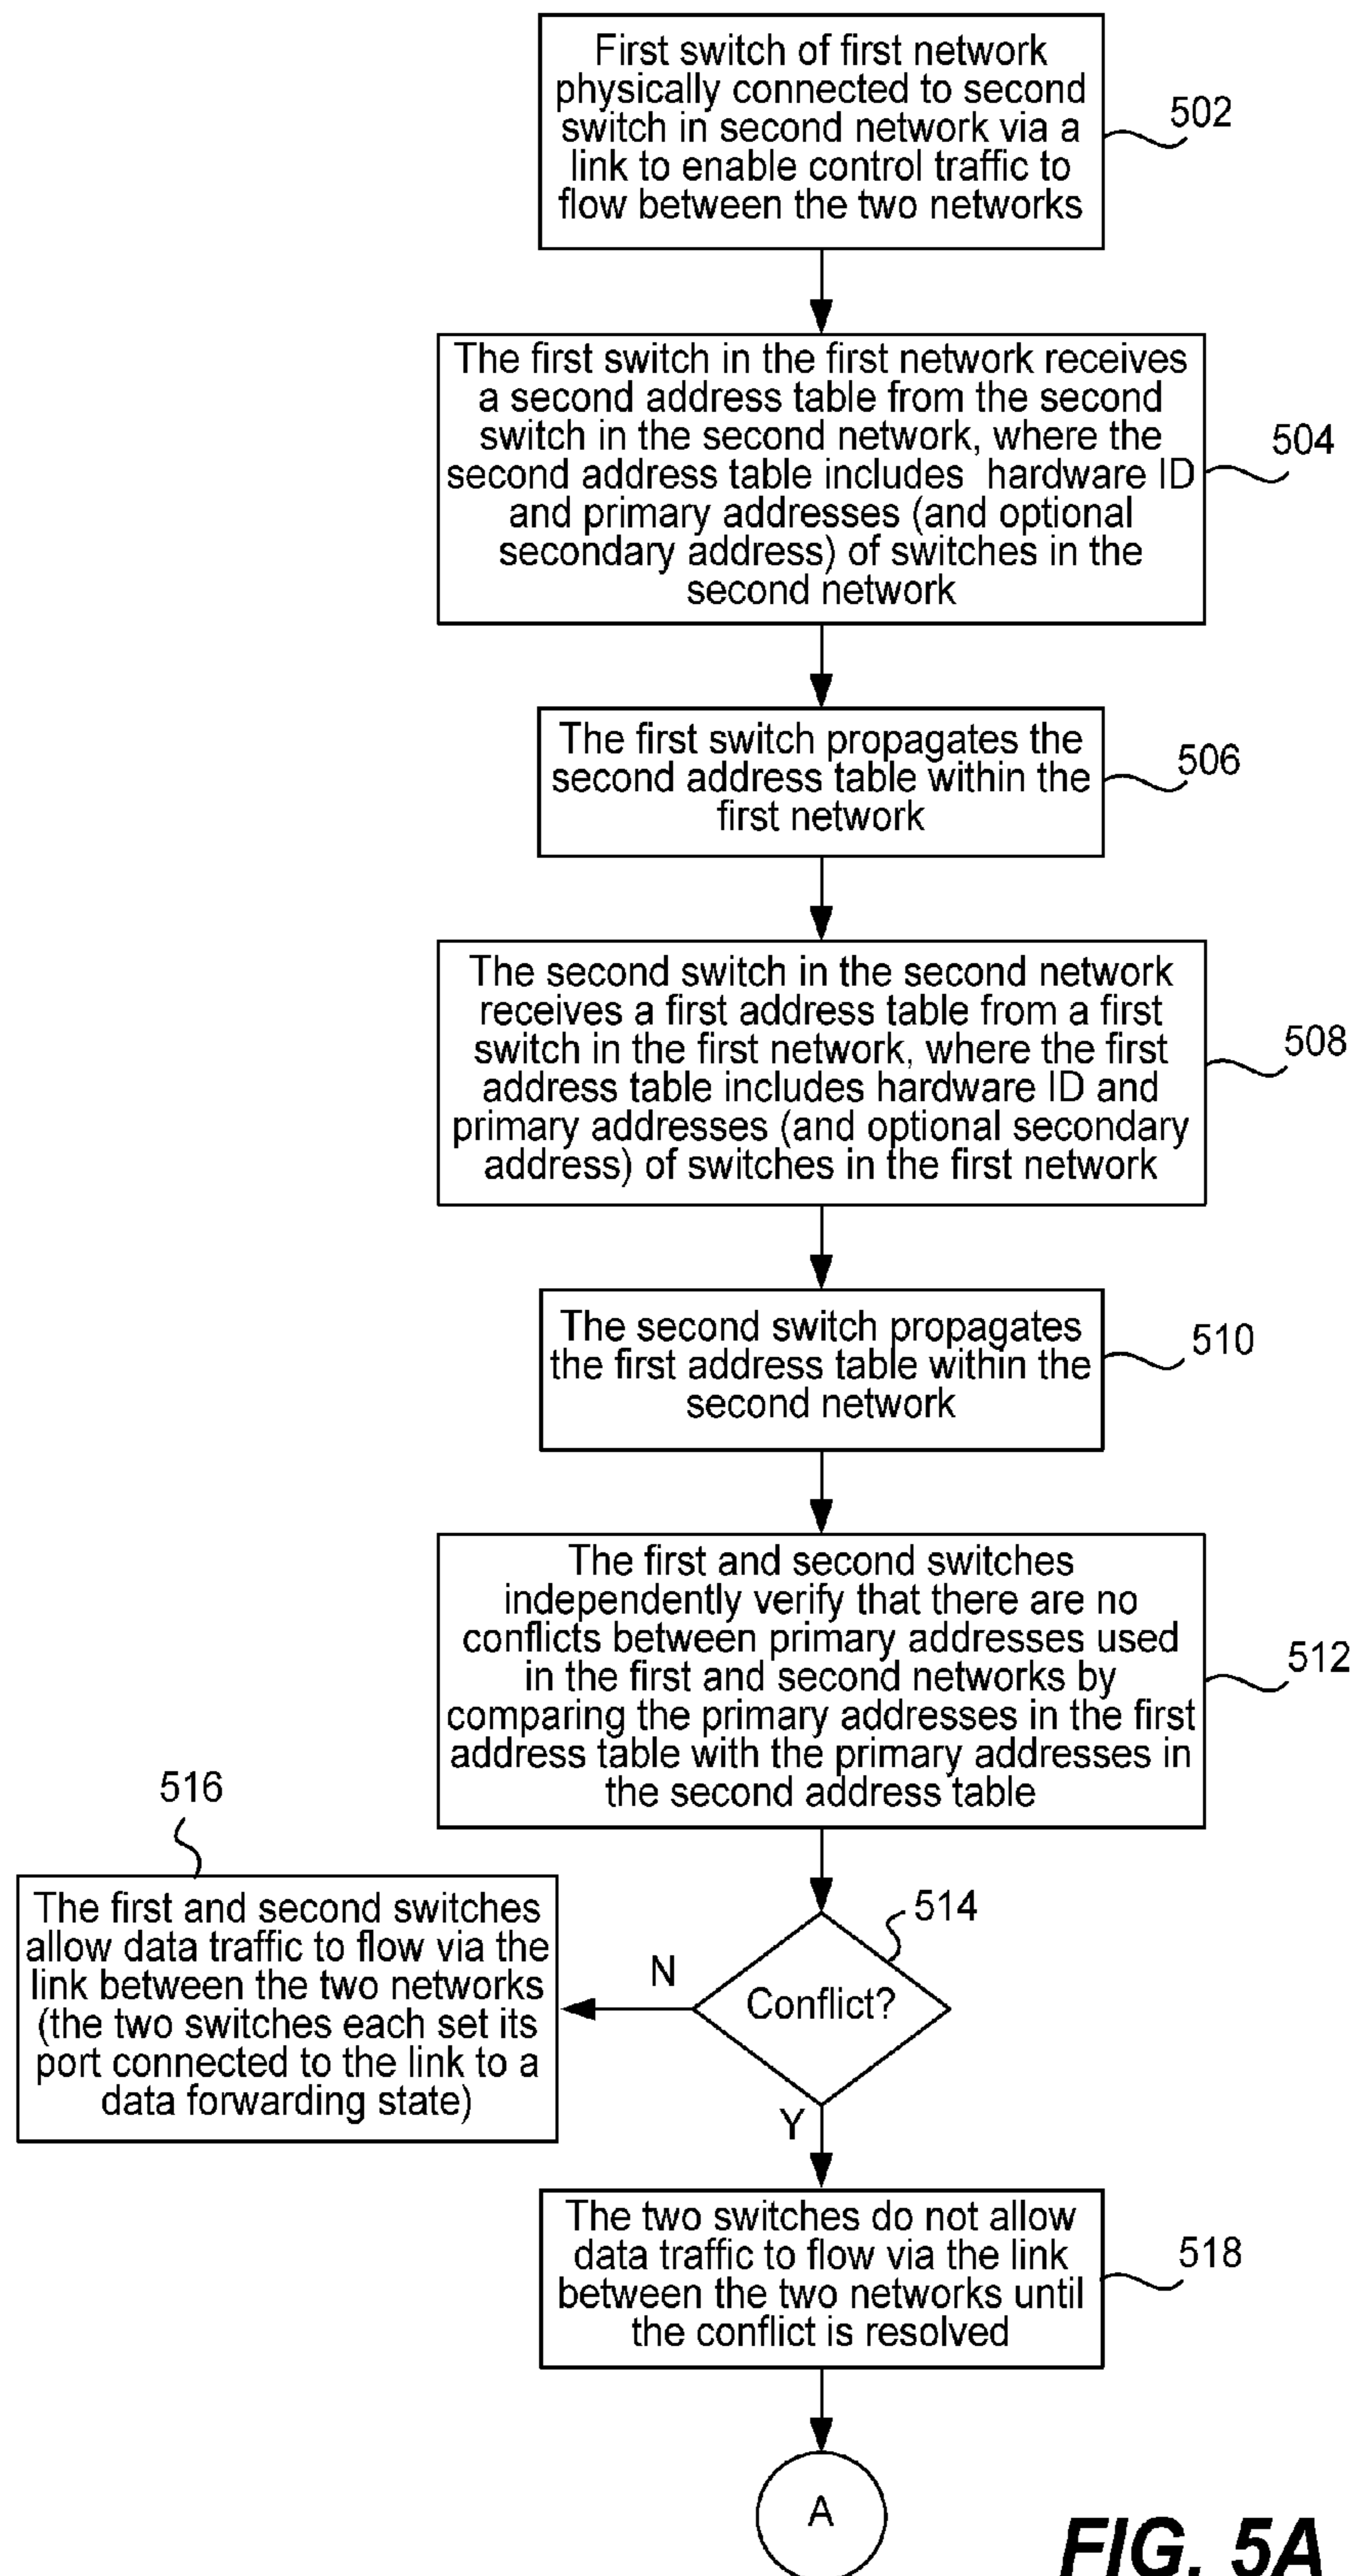 First switch of first network
physically connected to second
switch in second network via a
link to enable control traffic to
flow between the two networks
502
The first switch in the first network receives
a second address table from the second
switch in the second network, where the
second address table includes hardware ID
and primary addresses (and optional
secondary address) of switches in the
second network
504
The first switch propagates the
second address table within the
first network
506
The second switch in the second network
receives a first address table from a first
switch in the first network, where the first
address table includes hardware ID and
primary addresses (and optional secondary
address) of switches in the first network
508
The second switch propagates
the first address table within the
second network
510
The first and second switches
independently verify that there are no
conflicts between primary addresses used
in the first and second networks by
comparing the primary addresses in the first
address table with the primary addresses in
the second address table
512
516
The first and second switches
allow data traffic to flow via the
link between the two networks
(the two switches each set its
port connected to the link to a
data forwarding state)
514
N
Conflict?
Y
The two switches do not allow
data traffic to flow via the link
between the two networks until
the conflict is resolved
518
A
FIG. 5A